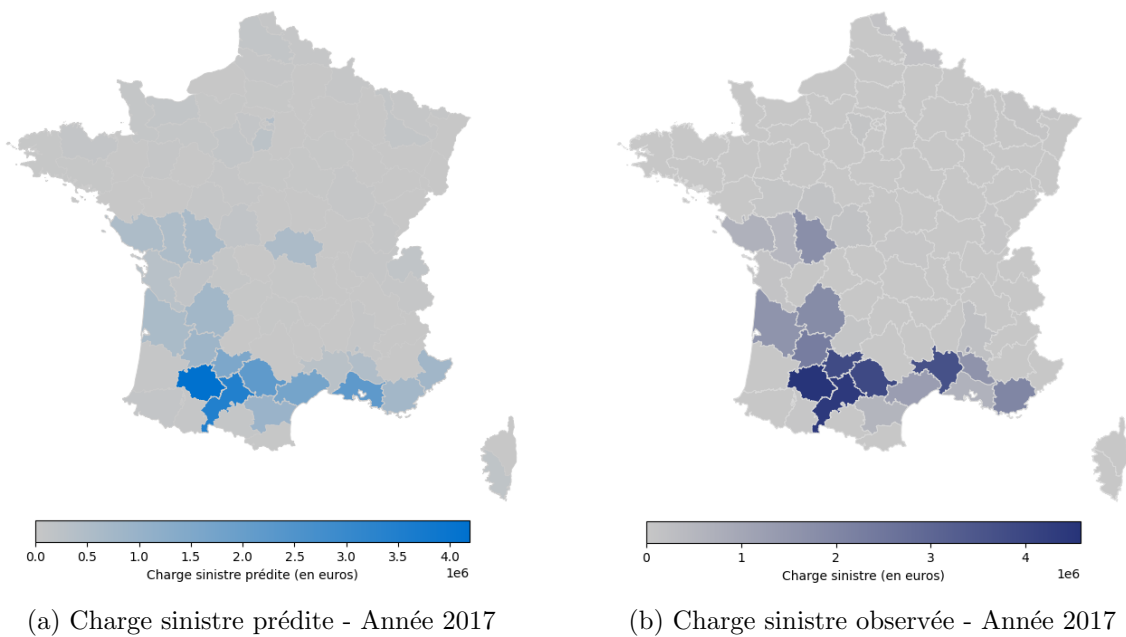 0.0 0.5 1.0 1.5 2.0 2.5 3.0 3.5 4.0
Charge sinistre prédite (en euros) 1e6
(a) Charge sinistre prédite - Année 2017
0 1 2 3 4
Charge sinistre (en euros) 1e6
(b) Charge sinistre observée - Année 2017